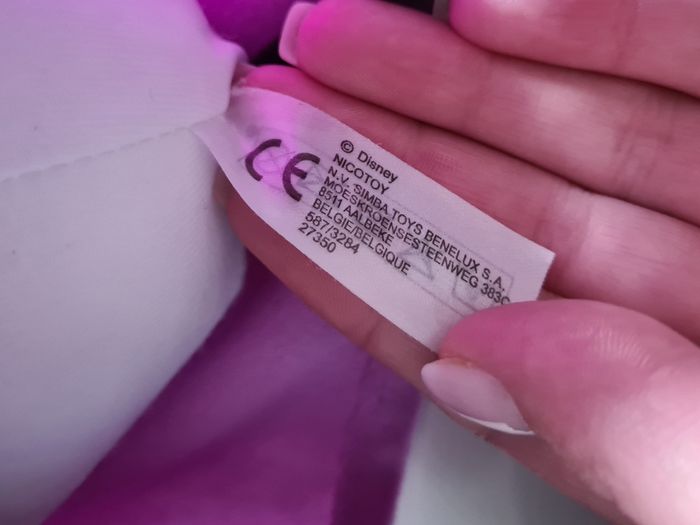 CE
© Disney
NICOTOY
N.V. SIMBA TOYS BENELUX S.A.
MOESKROENSESTEENWEG 383C
8511 AALBEKE
BELGIE/BELGIQUE
587/3284
27350